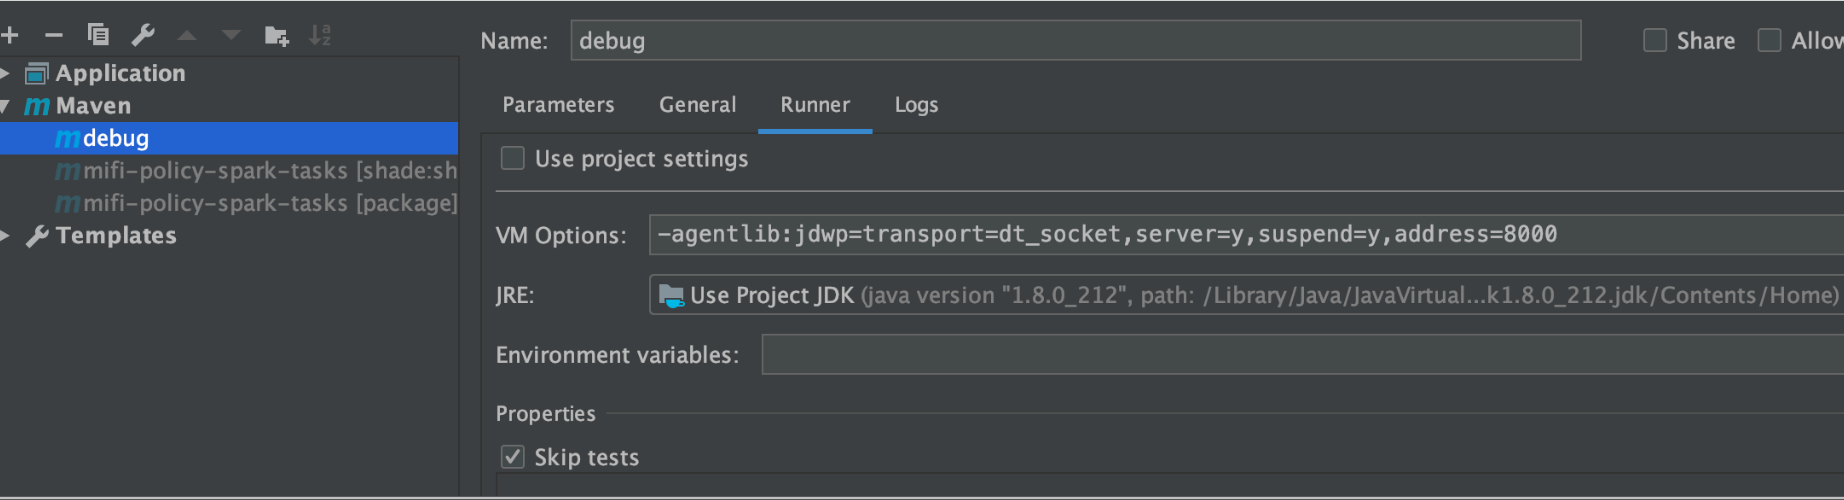 Name: debug Share Allow
Application
Maven
debug
mifi-policy-spark-tasks [shade:sh
mifi-policy-spark-tasks [package]
Templates
Parameters General Runner Logs
Use project settings
VM Options: -agentlib:jdwp=transport=dt_socket,server=y,suspend=y,address=8000
JRE: Use Project JDK (java version "1.8.0_212", path: /Library/Java/JavaVirtual...k1.8.0_212.jdk/Contents/Home)
Environment variables:
Properties
Skip tests